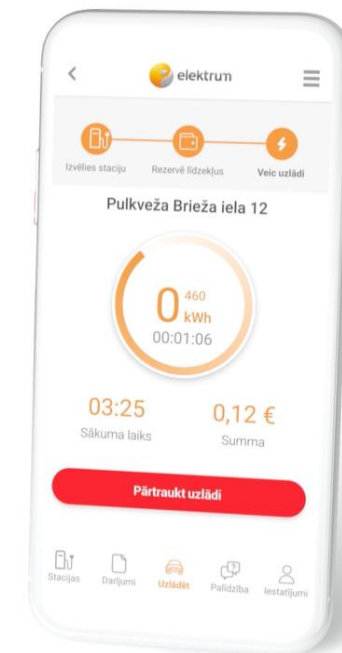 elektrum
Izvēlies staciju Rezervē līdzekļus Veic uzlādi
Pulkveža Brieža iela 12
0 460
kWh
00:01:06
03:25 0,12 €
Sākuma laiks Summa
Pārtraukt uzlādi
Stacijas Darījumi Uzlādēt Palīdzība Iestatījumi